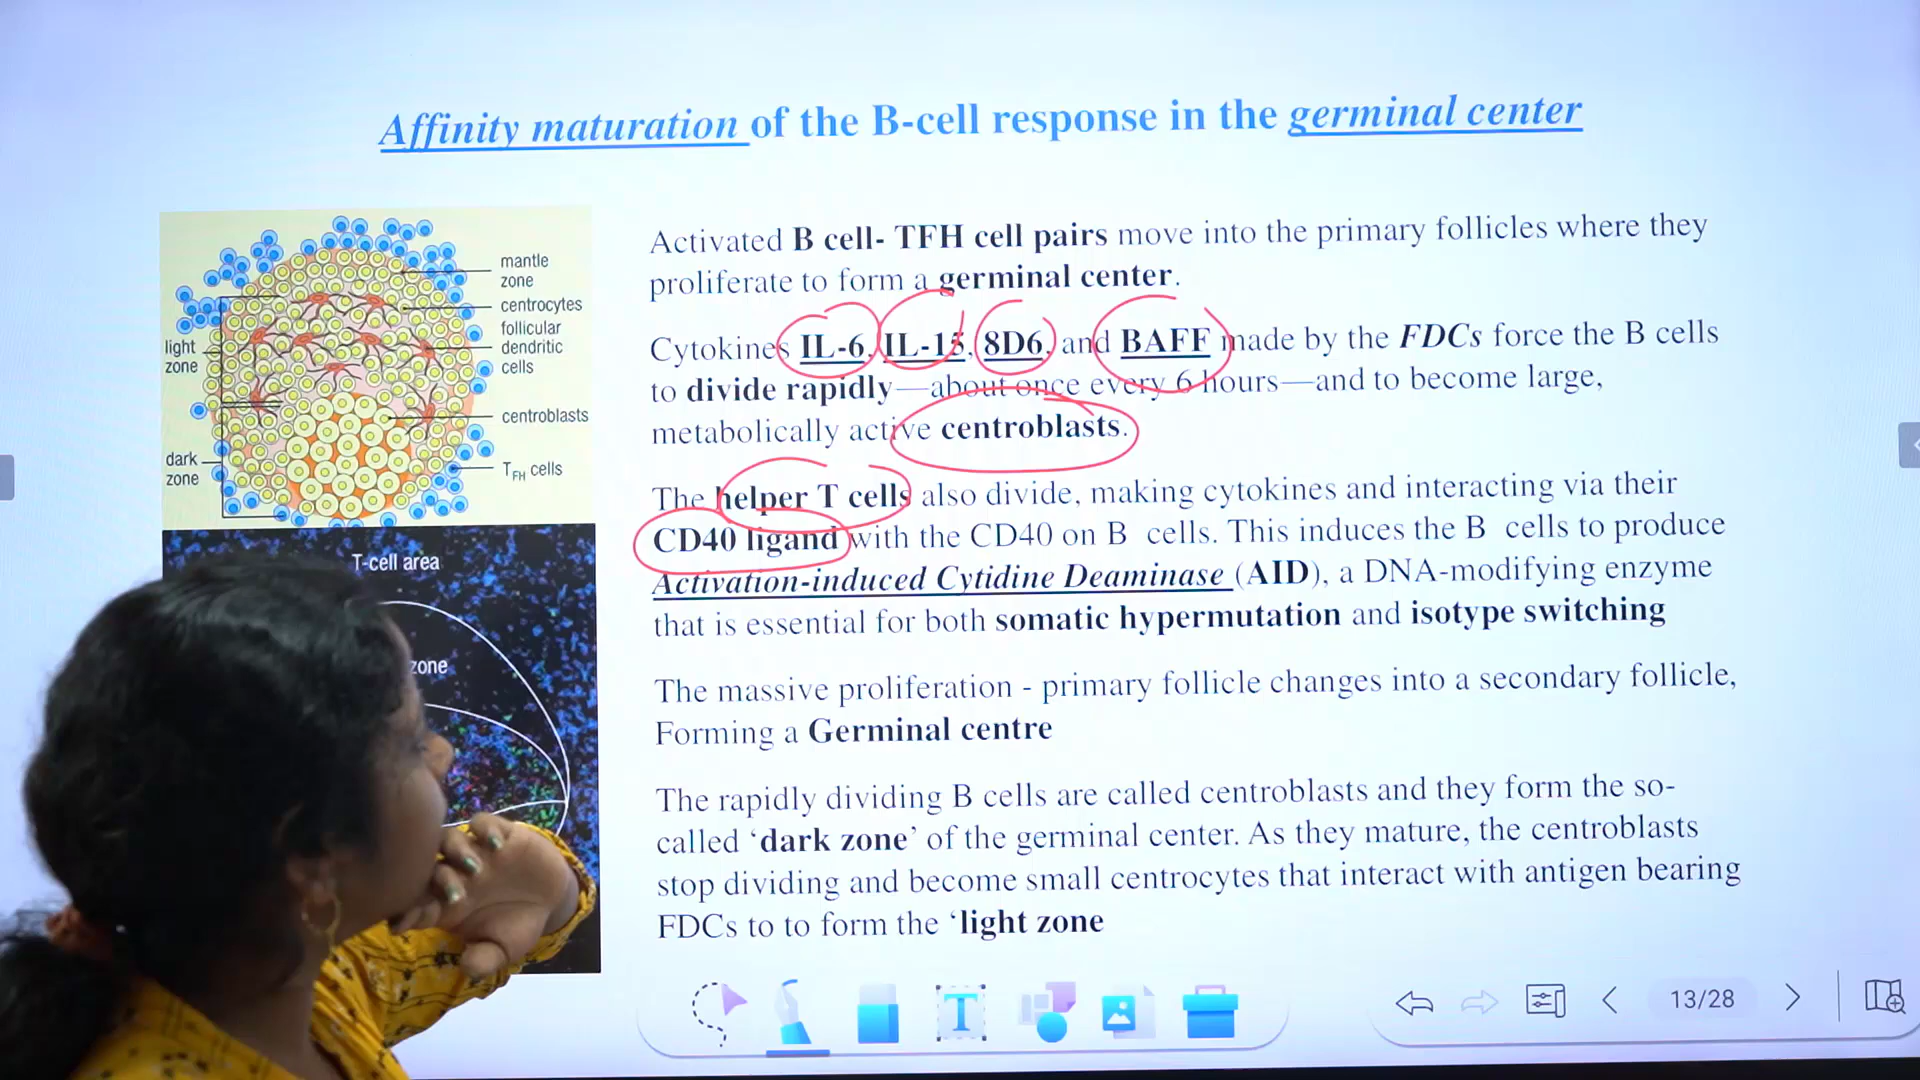 Affinity maturation of the B-cell response in the germinal center
mantle
zone
centrocytes
follicular
dendritic
cells
light
zone
centroblasts
dark
zone
TFH cells
T-cell area
zone
Activated B cell- TFH cell pairs move into the primary follicles where they
proliferate to form a germinal center.
Cytokines IL-6, IL-15, 8D6, and BAFF made by the FDCs force the B cells
to divide rapidly—about once every 6 hours—and to become large,
metabolically active centroblasts.
The helper T cells also divide, making cytokines and interacting via their
CD40 ligand with the CD40 on B cells. This induces the B cells to produce
Activation-induced Cytidine Deaminase (AID), a DNA-modifying enzyme
that is essential for both somatic hypermutation and isotype switching
The massive proliferation - primary follicle changes into a secondary follicle,
Forming a Germinal centre
The rapidly dividing B cells are called centroblasts and they form the so-
called ‘dark zone’ of the germinal center. As they mature, the centroblasts
stop dividing and become small centrocytes that interact with antigen bearing
FDCs to to form the ‘light zone
T
13/28